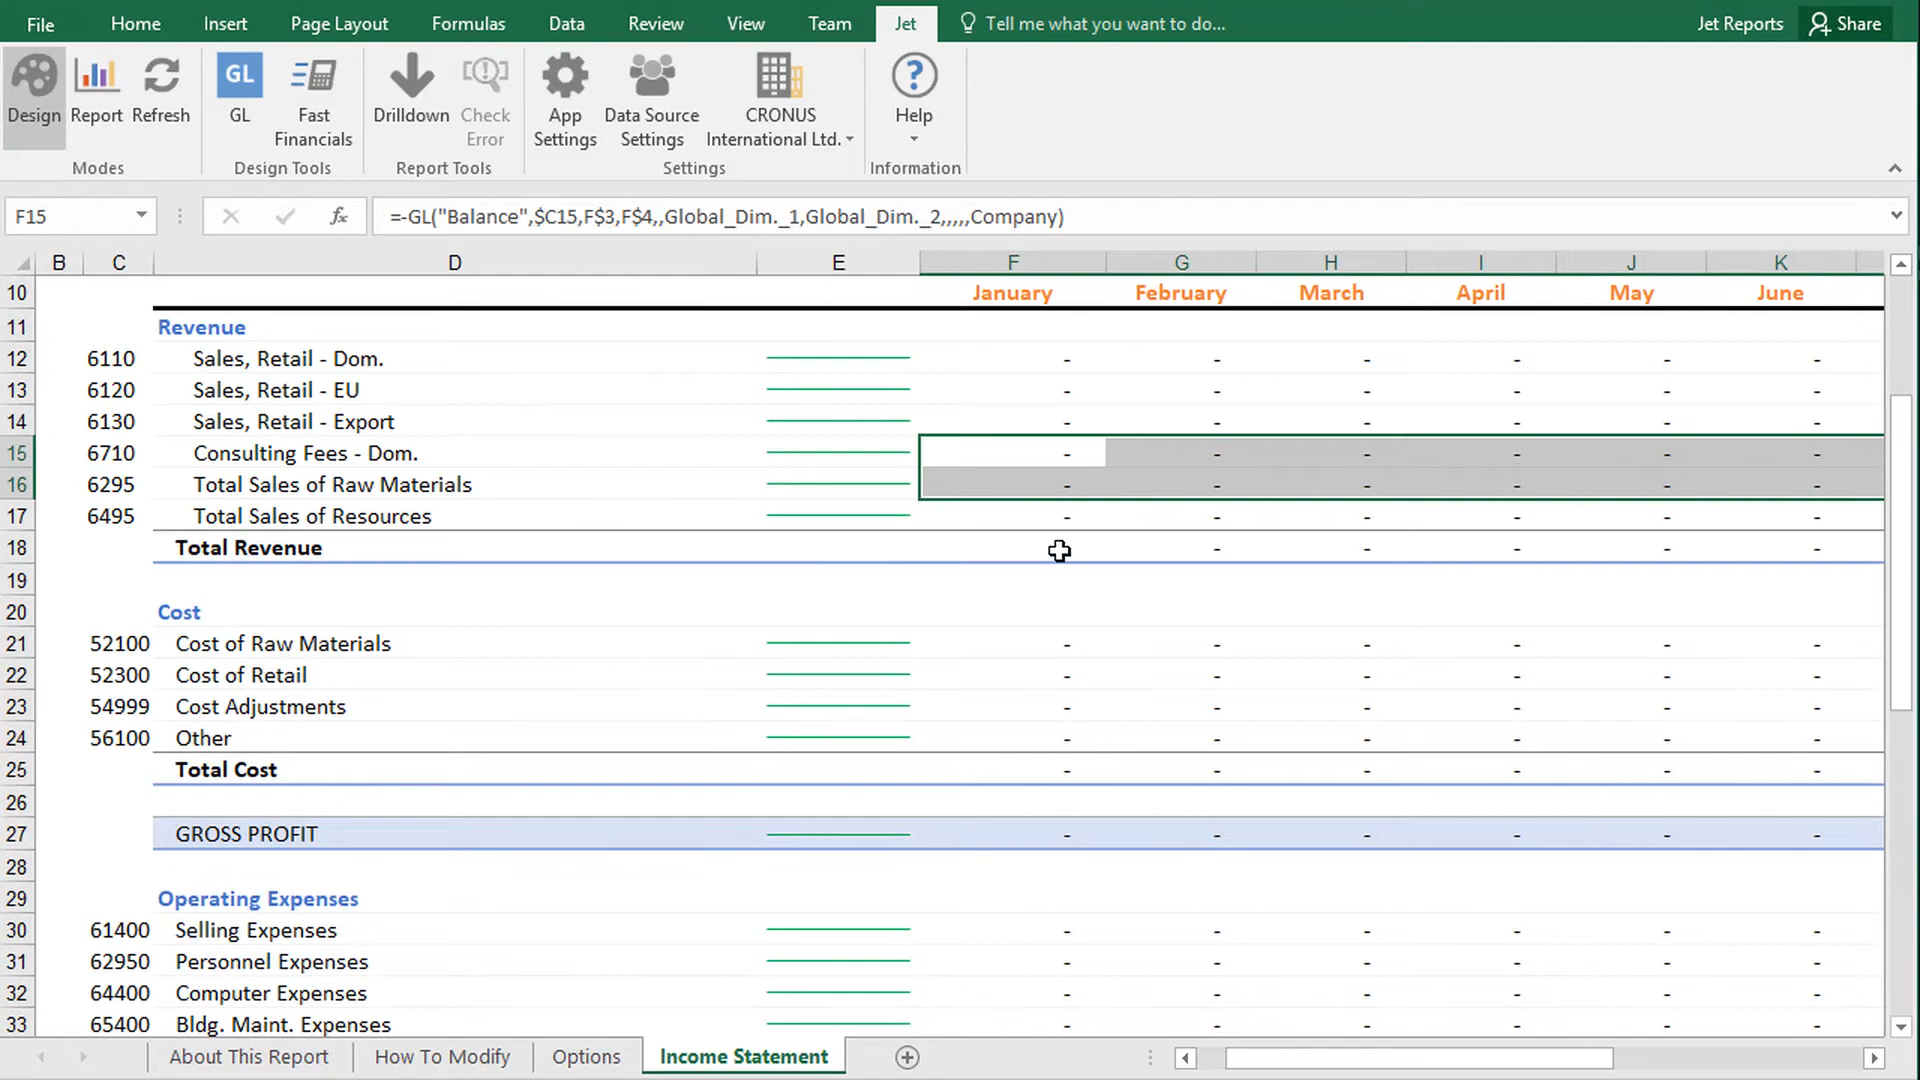 File Home Insert Page Layout Formulas Data Review View Team Jet Tell me what you want to do... Jet Reports Share
GL
Design Report Refresh GL Fast Financials Drilldown Check Error App Settings Data Source Settings CRONUS International Ltd. Help
Modes Design Tools Report Tools Settings Information
F15 fx =-GL("Balance",$C15,F$3,F$4,,Global_Dim._1,Global_Dim._2,,,,,Company)
B C D E F G H I J K
10 January February March April May June
11 Revenue
12 6110 Sales, Retail - Dom. - - - - - -
13 6120 Sales, Retail - EU - - - - - -
14 6130 Sales, Retail - Export - - - - - -
15 6710 Consulting Fees - Dom. - - - - - -
16 6295 Total Sales of Raw Materials - - - - - -
17 6495 Total Sales of Resources - - - - - -
18 Total Revenue - - - - -
19
20 Cost
21 52100 Cost of Raw Materials - - - - - -
22 52300 Cost of Retail - - - - - -
23 54999 Cost Adjustments - - - - - -
24 56100 Other - - - - - -
25 Total Cost - - - - - -
26
27 GROSS PROFIT - - - - - -
28
29 Operating Expenses
30 61400 Selling Expenses - - - - - -
31 62950 Personnel Expenses - - - - - -
32 64400 Computer Expenses - - - - - -
33 65400 Bldg. Maint. Expenses - - - - - -
About This Report How To Modify Options Income Statement